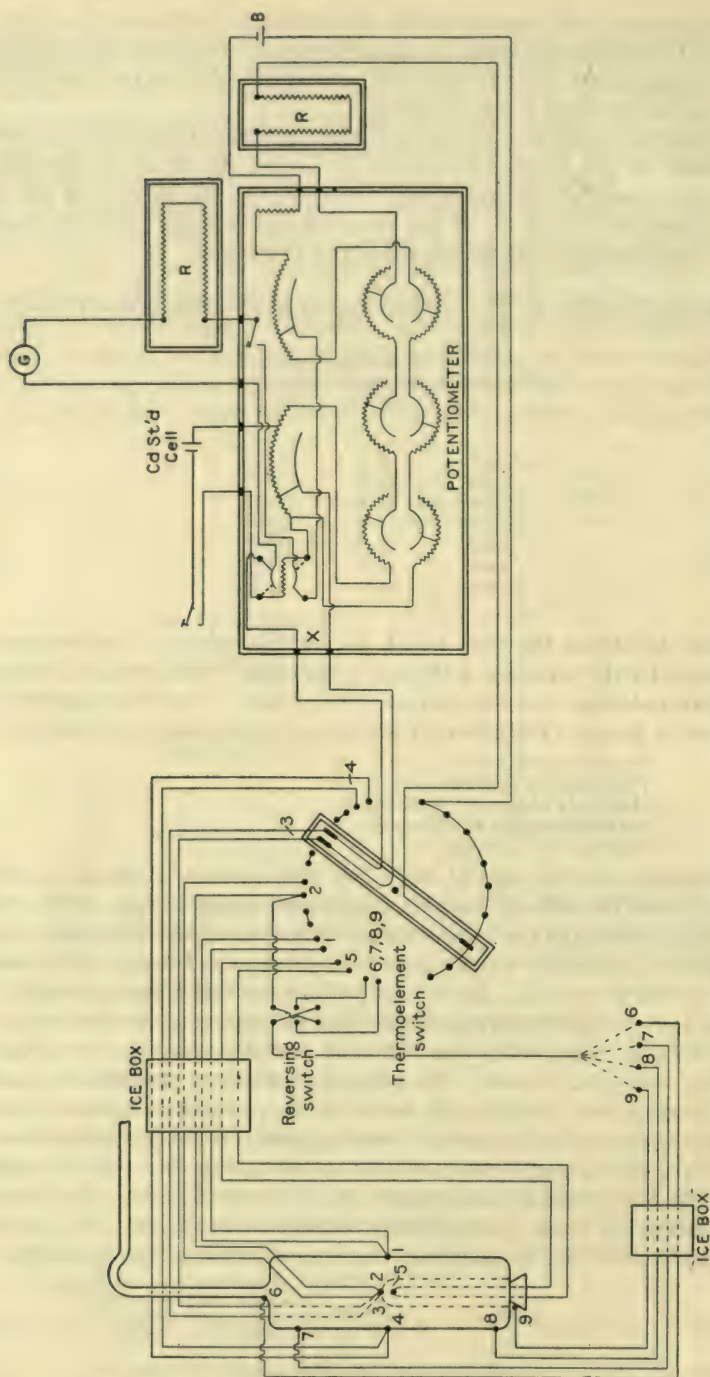 B
R
R
G
Cd St'd
Cell
POTENTIOMETER
X
4
3
2
1
5
6,7,8,9
Thermoelement
switch
Reversing
switch
ICE BOX
6
7
8
9
ICE BOX
6
1
2
5
3
4
7
8
9